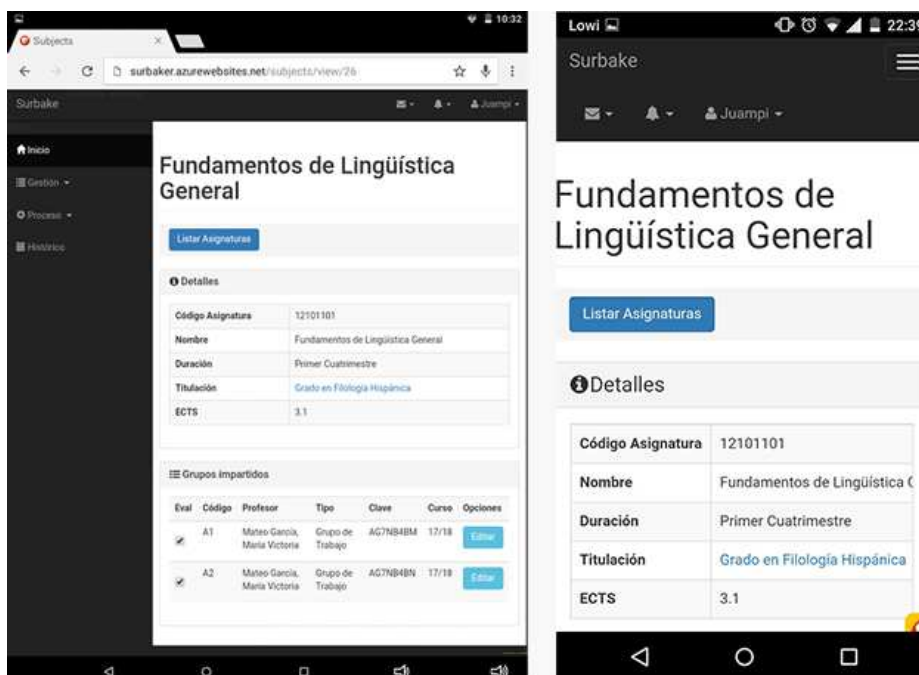 10:32
Subjects
surbaker.azurewebsites.net/subjects/view/26
Surbake
Juampi
Inicio
Gestión
Proceso
Histórico
Fundamentos de Lingüística
General
Listar Asignaturas
Detalles
Código Asignatura 12101101
Nombre Fundamentos de Lingüística General
Duración Primer Cuatrimestre
Titulación Grado en Filología Hispánica
ECTS 3.1
Grupos impartidos
Eval Código Profesor Tipo Clave Curso Opciones
A1 Mateo García, Grupo de AG7NB4BM 17/18 Editar
María Victoria Trabajo
A2 Mateo García, Grupo de AG7NB4BN 17/18 Editar
María Victoria Trabajo
Lowi 22:39
Surbake
Juampi
Fundamentos de
Lingüística General
Listar Asignaturas
Detalles
Código Asignatura 12101101
Nombre Fundamentos de Lingüística
Duración Primer Cuatrimestre
Titulación Grado en Filología Hispánica
ECTS 3.1